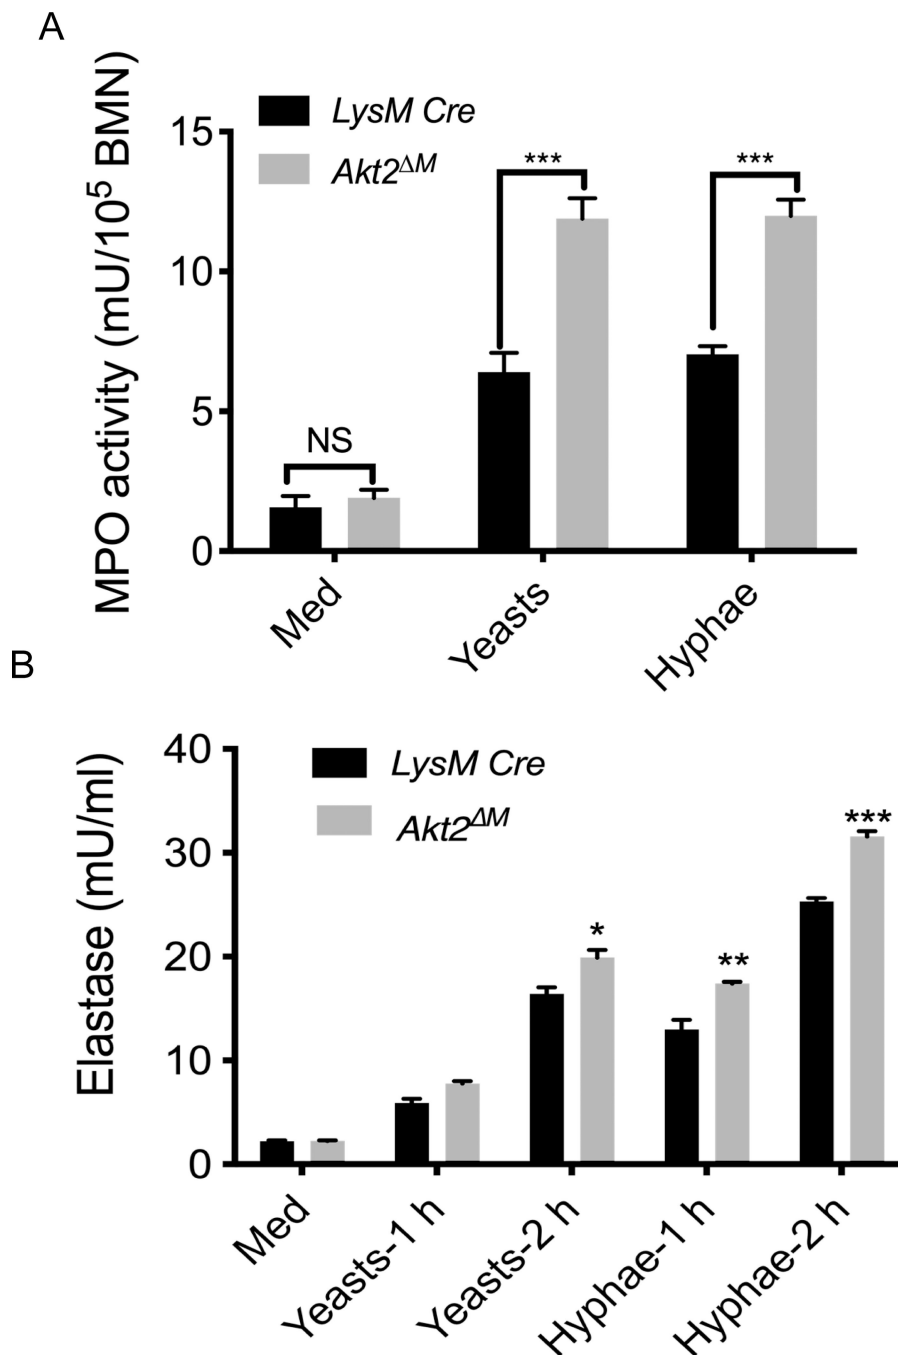 A
MPO activity (mU/10⁵ BMN)
LysM Cre
Akt2ΔM
15
10
5
0
NS
***
***
Med
Yeasts
Hyphae
B
Elastase (mU/ml)
LysM Cre
Akt2ΔM
40
30
20
10
0
*
**
***
Med
Yeasts-1 h
Yeasts-2 h
Hyphae-1 h
Hyphae-2 h